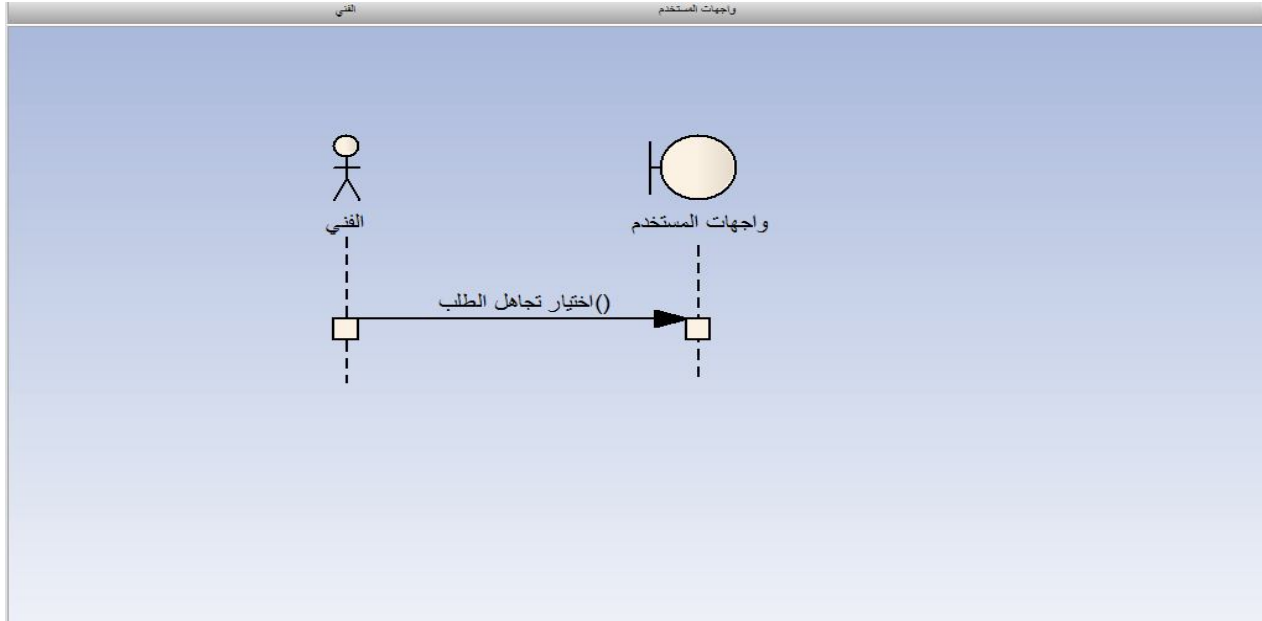 الفني
واجهات المستخدم
الفني
واجهات المستخدم
اختيار تجاهل الطلب()